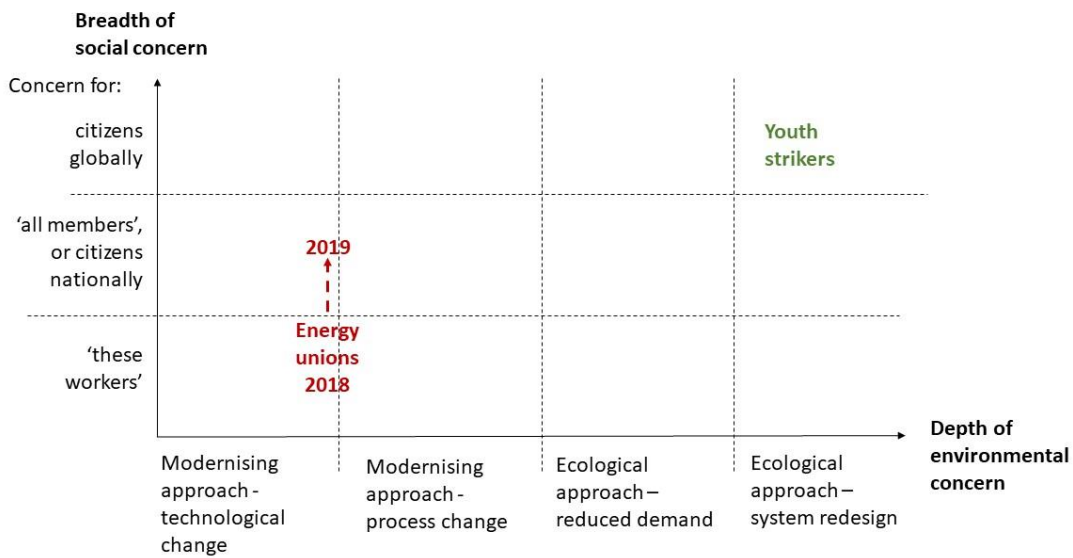 Breadth of
social concern
Concern for:
citizens
globally
Youth
strikers
‘all members’,
or citizens
nationally
2019
Energy
unions
2018
‘these
workers’
Depth of
environmental
concern
Modernising
approach -
technological
change
Modernising
approach -
process change
Ecological
approach –
reduced demand
Ecological
approach –
system redesign